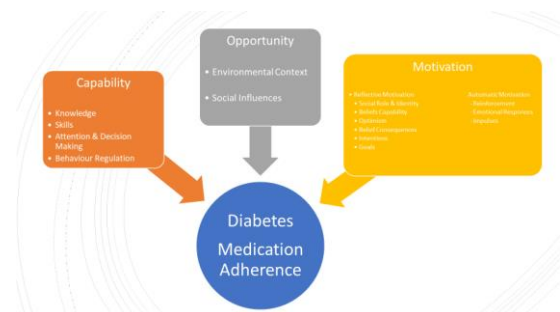 Capability
• Knowledge
• Skills
• Attention & Decision
Making
• Behaviour Regulation
Opportunity
• Environmental Context
• Social Influences
Motivation
• Reflective Motivation
• Social Role & Identity
• Beliefs Capability
• Optimism
• Belief Consequences
• Intentions
• Goals
Automatic Motivation
- Reinforcement
- Emotional Responses
- Impulses
Diabetes
Medication
Adherence